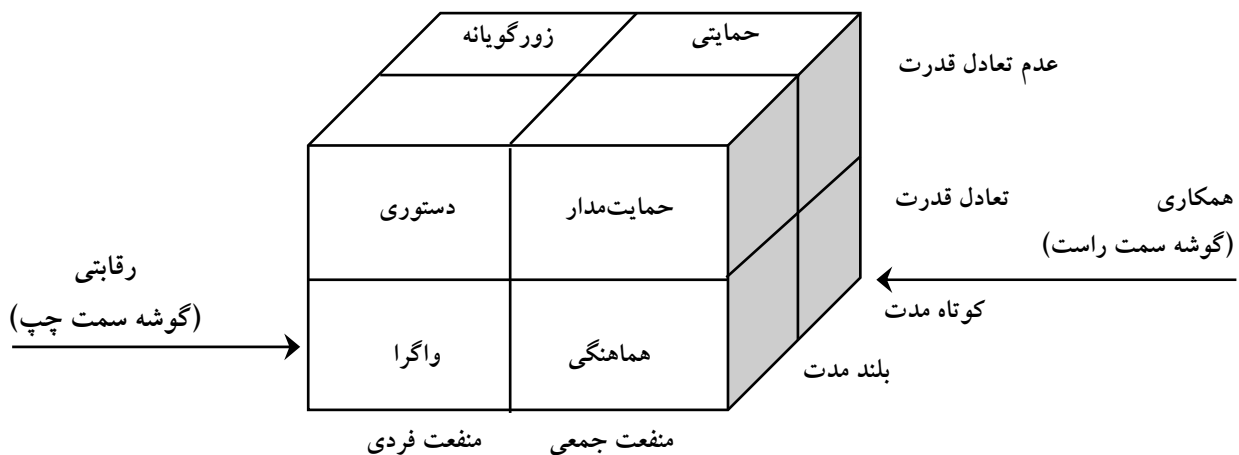 حمایتی
زورگویانه
عدم تعادل قدرت
حمایت‌مدار
دستوری
تعادل قدرت
همکاری
(گوشه سمت راست)
رقابتی
(گوشه سمت چپ)
کوتاه مدت
هماهنگی
واگرا
بلند مدت
منفعت جمعی
منفعت فردی